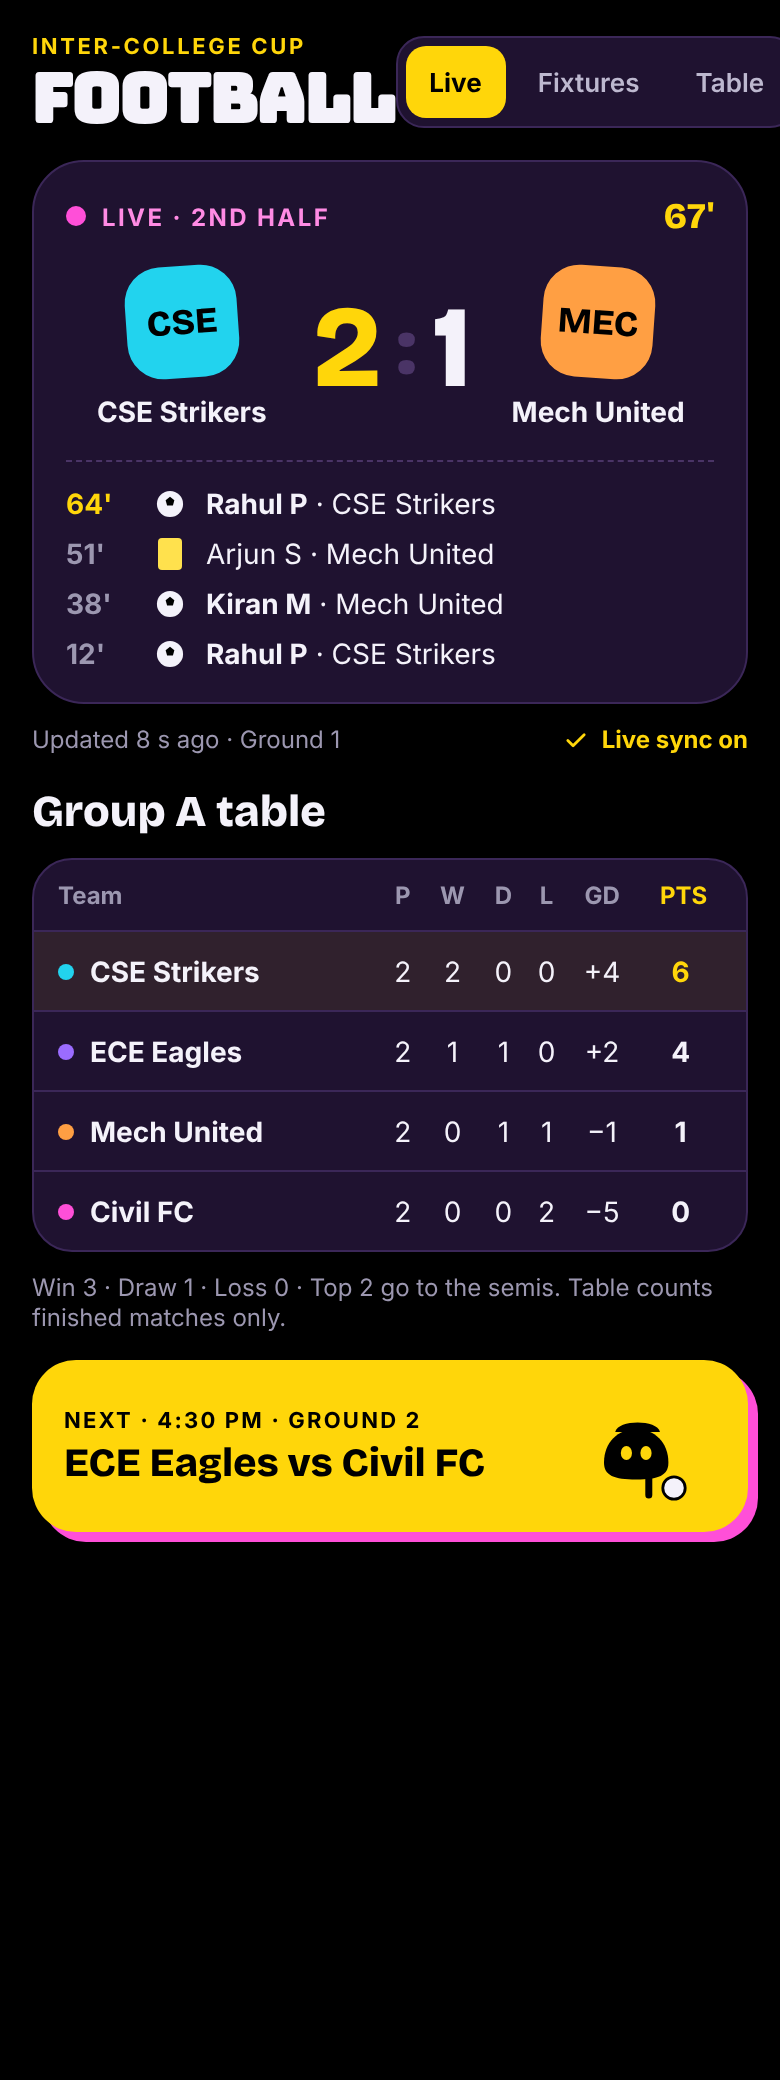 INTER-COLLEGE CUP
FOOTBALL
Live Fixtures Table
LIVE · 2ND HALF 67'
CSE 2 : 1 MEC
CSE Strikers Mech United
64' Rahul P · CSE Strikers
51' Arjun S · Mech United
38' Kiran M · Mech United
12' Rahul P · CSE Strikers
Updated 8 s ago · Ground 1 ✓ Live sync on
Group A table
Team P W D L GD PTS
CSE Strikers 2 2 0 0 +4 6
ECE Eagles 2 1 1 0 +2 4
Mech United 2 0 1 1 −1 1
Civil FC 2 0 0 2 −5 0
Win 3 · Draw 1 · Loss 0 · Top 2 go to the semis. Table counts
finished matches only.
NEXT · 4:30 PM · GROUND 2
ECE Eagles vs Civil FC